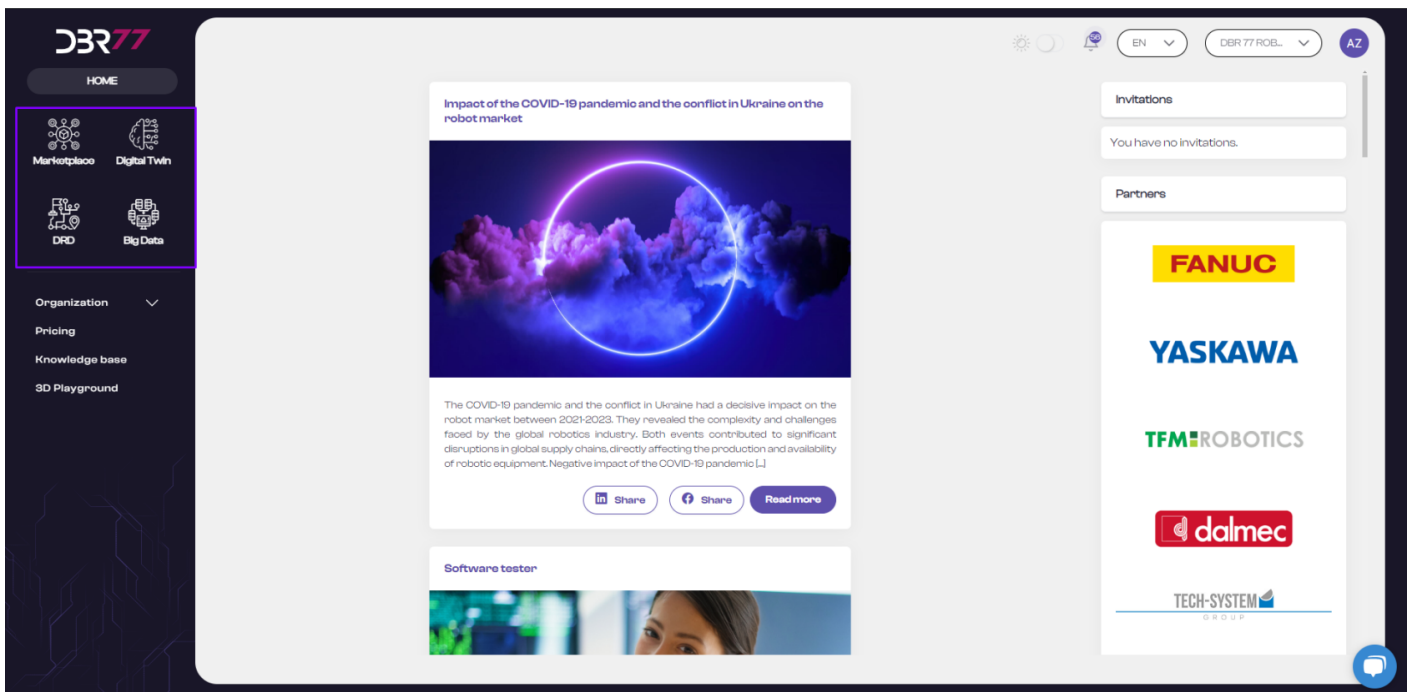 DBR77
HOME
Marketplace
Digital Twin
DRD
Big Data
Organization
Pricing
Knowledge base
3D Playground
56
EN
DBR 77 ROB...
AZ
Impact of the COVID-19 pandemic and the conflict in Ukraine on the
robot market
The COVID-19 pandemic and the conflict in Ukraine had a decisive impact on the
robot market between 2021-2023. They revealed the complexity and challenges
faced by the global robotics industry. Both events contributed to significant
disruptions in global supply chains, directly affecting the production and availability
of robotic equipment. Negative impact of the COVID-19 pandemic [...]
in Share
Share
Read more
Software tester
Invitations
You have no invitations.
Partners
FANUC
YASKAWA
TFM ROBOTICS
dalmec
TECH-SYSTEM
GROUP